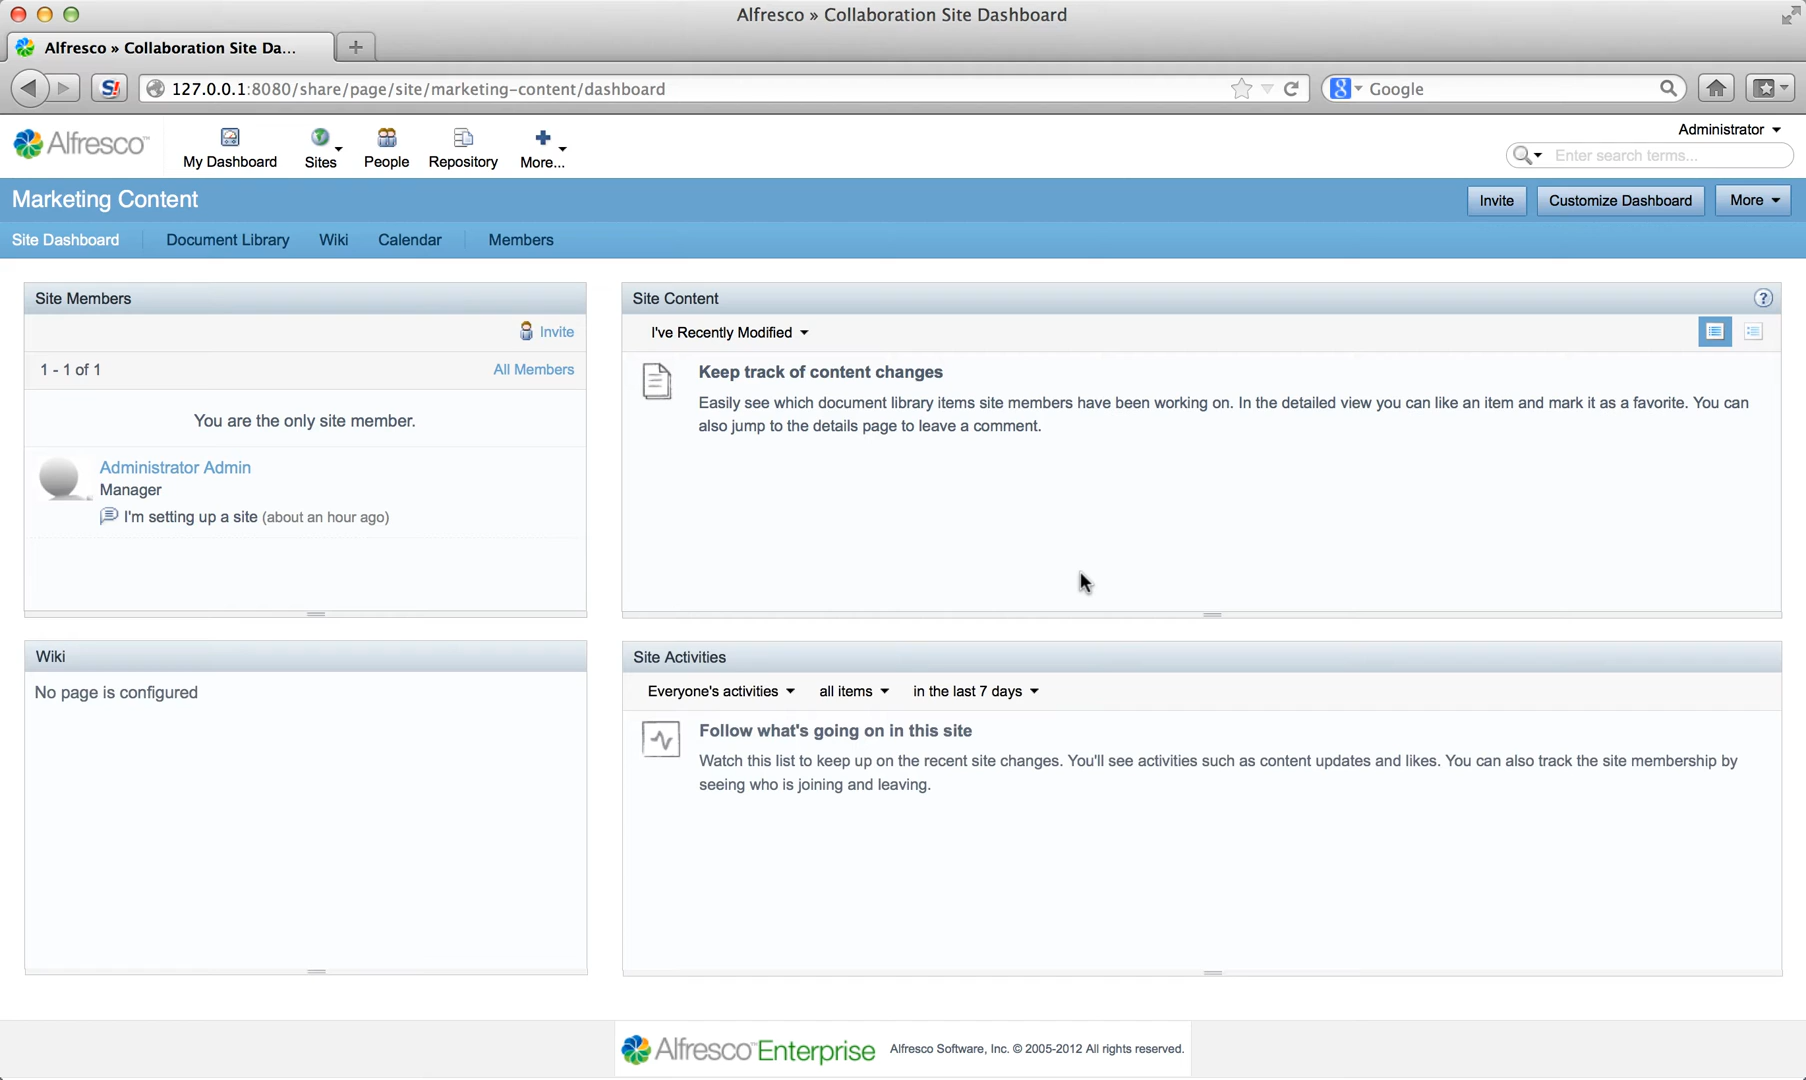 Alfresco » Collaboration Site Dashboard
Alfresco » Collaboration Site Da...
S!
127.0.0.1:8080/share/page/site/marketing-content/dashboard
8 Google
Alfresco™
My Dashboard
Sites
People
Repository
More...
Administrator
Enter search terms...
Marketing Content
Invite
Customize Dashboard
More
Site Dashboard
Document Library
Wiki
Calendar
Members
Site Members
Invite
1 - 1 of 1
All Members
You are the only site member.
Administrator Admin
Manager
I'm setting up a site (about an hour ago)
Site Content
?
I've Recently Modified
Keep track of content changes
Easily see which document library items site members have been working on. In the detailed view you can like an item and mark it as a favorite. You can
also jump to the details page to leave a comment.
Wiki
No page is configured
Site Activities
Everyone's activities
all items
in the last 7 days
Follow what's going on in this site
Watch this list to keep up on the recent site changes. You'll see activities such as content updates and likes. You can also track the site membership by
seeing who is joining and leaving.
Alfresco™ Enterprise
Alfresco Software, Inc. © 2005-2012 All rights reserved.